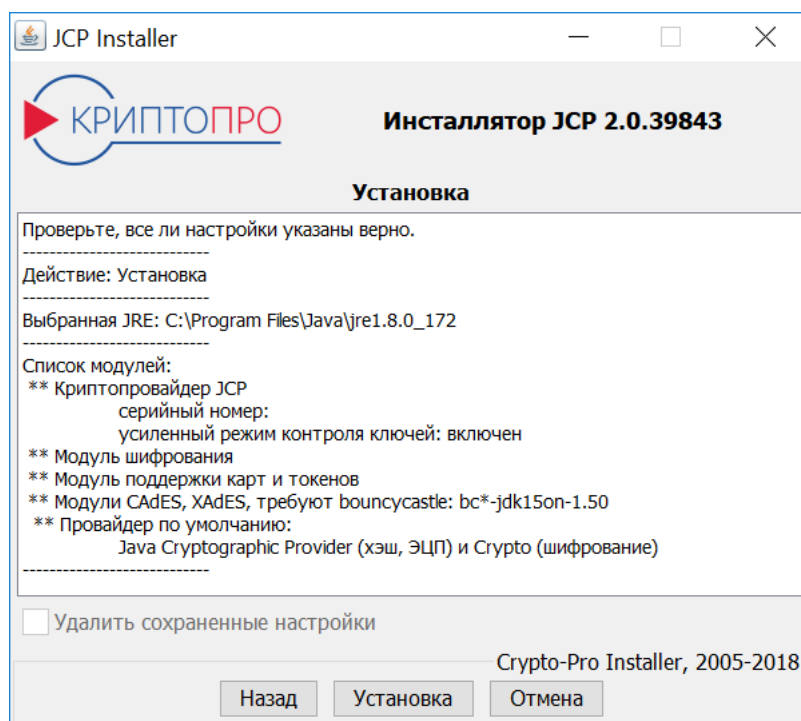 JCP Installer
КРИПТОПРО
Инсталлятор JCP 2.0.39843
Установка
Проверьте, все ли настройки указаны верно.
----------------------------
Действие: Установка
----------------------------
Выбранная JRE: C:\Program Files\Java\jre1.8.0_172
----------------------------
Список модулей:
** Криптопровайдер JCP
серийный номер:
усиленный режим контроля ключей: включен
** Модуль шифрования
** Модуль поддержки карт и токенов
** Модули CAdES, XAdES, требуют bouncycastle: bc*-jdk15on-1.50
** Провайдер по умолчанию:
Java Cryptographic Provider (хэш, ЭЦП) и Crypto (шифрование)
----------------------------
Удалить сохраненные настройки
Crypto-Pro Installer, 2005-2018
Назад Установка Отмена